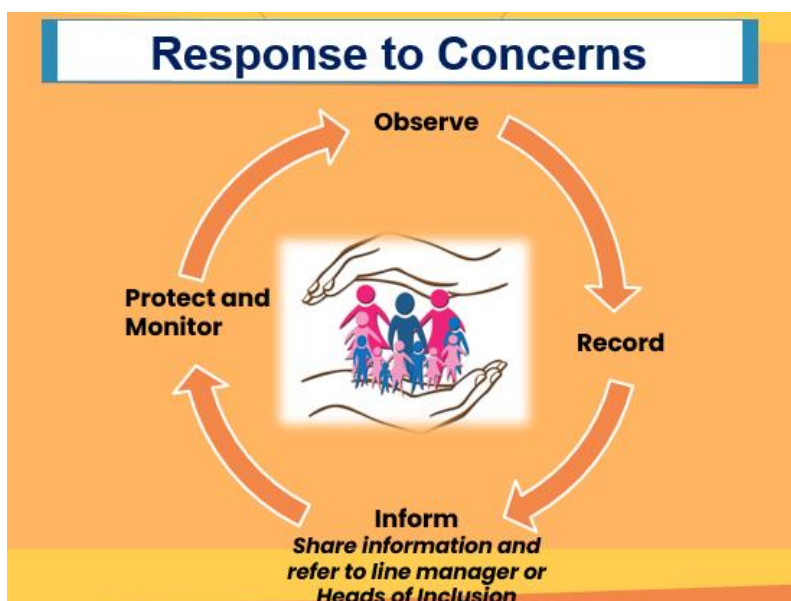 Response to Concerns
Observe
Record
Inform
Share information and
refer to line manager or
Heads of Inclusion
Protect and
Monitor